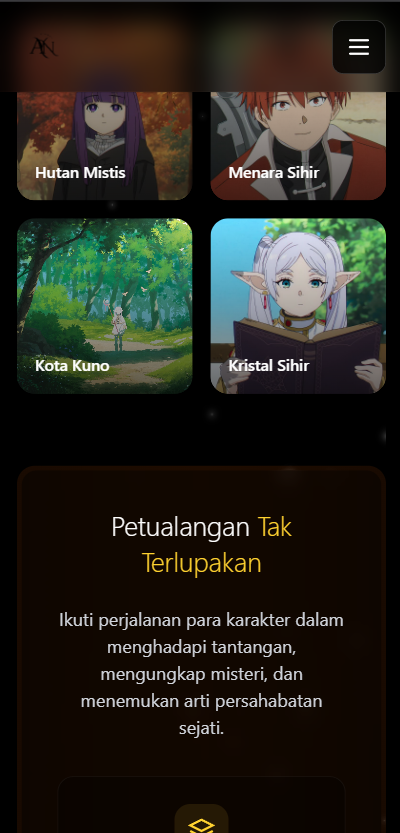 Hutan Mistis
Menara Sihir
Kota Kuno
Kristal Sihir
Petualangan Tak
Terlupakan
Ikuti perjalanan para karakter dalam
menghadapi tantangan,
mengungkap misteri, dan
menemukan arti persahabatan
sejati.